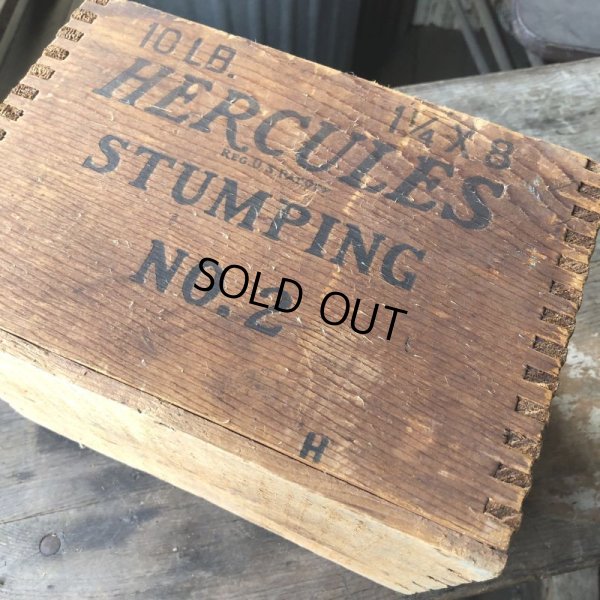 10 LB. 1¼ X 8
HERCULES
REG. U.S. PAT. OFF.
STUMPING
NO. 2
SOLD OUT
H